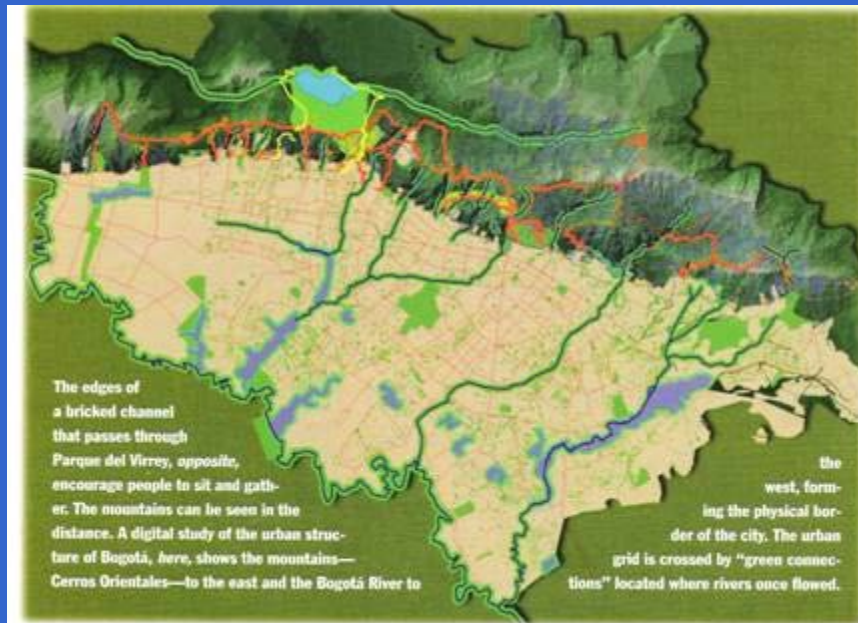 The edges of
a bricked channel
that passes through
Parque del Virrey, opposite,
encourage people to sit and gath-
er. The mountains can be seen in the
distance. A digital study of the urban struc-
ture of Bogotá, here, shows the mountains—
Cerros Orientales—to the east and the Bogotá River to
the
west, form-
ing the physical bor-
der of the city. The urban
grid is crossed by “green connec-
tions” located where rivers once flowed.